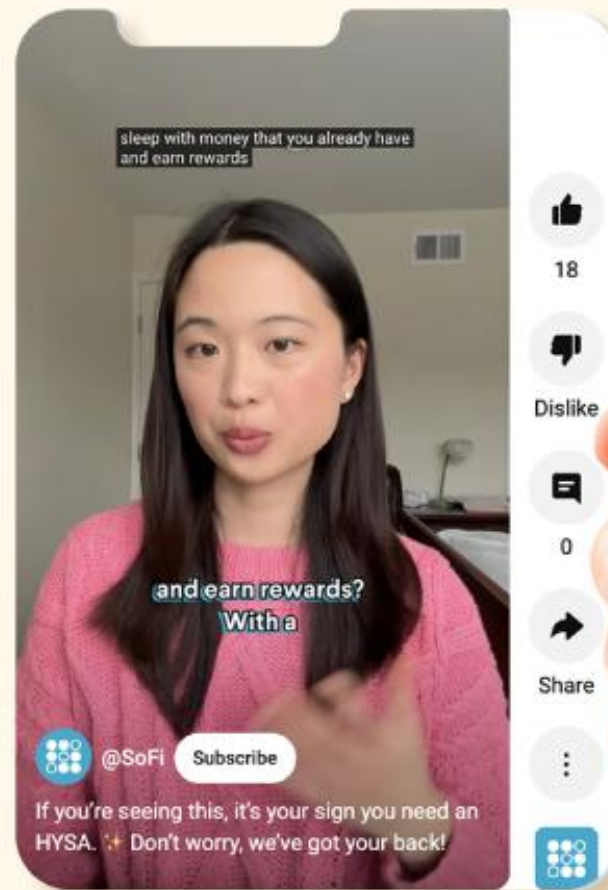 sleep with money that you already have
and earn rewards
and earn rewards?
With a
@SoFi Subscribe
If you're seeing this, it's your sign you need an
HYSA. ✨ Don't worry, we've got your back!
18
Dislike
0
Share